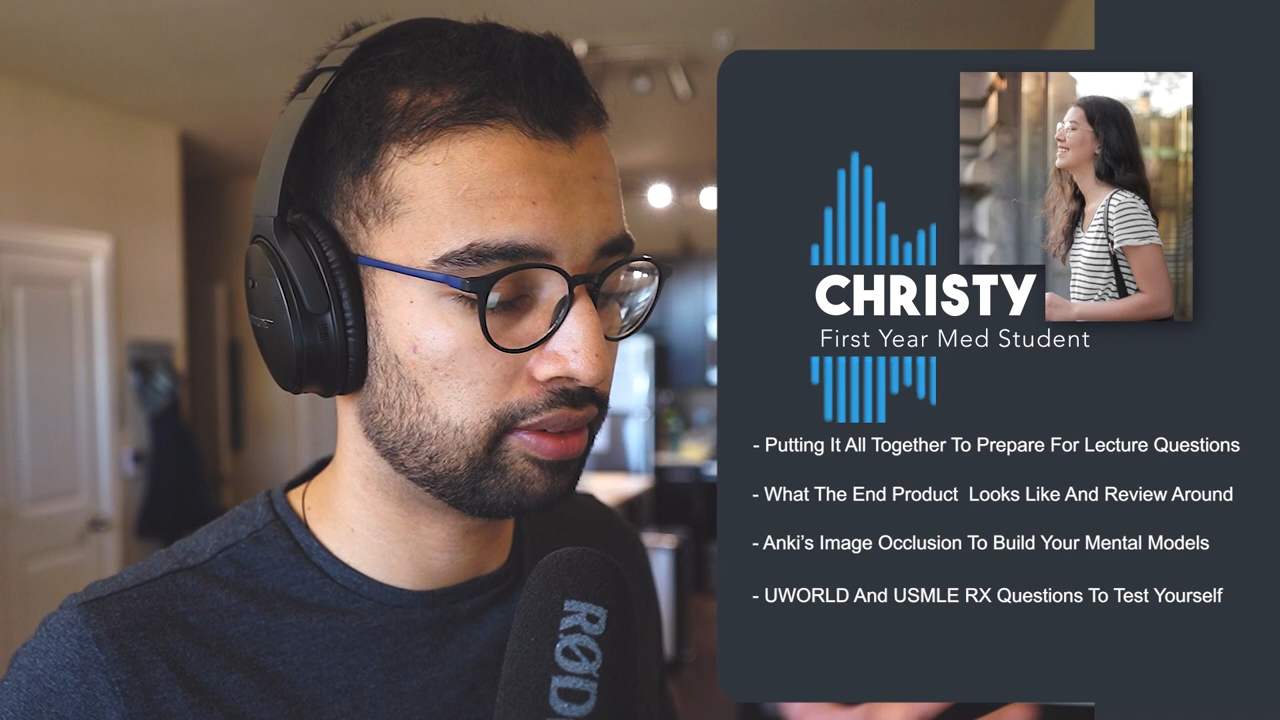 CHRISTY
First Year Med Student
- Putting It All Together To Prepare For Lecture Questions
- What The End Product  Looks Like And Review Around
- Anki’s Image Occlusion To Build Your Mental Models
- UWORLD And USMLE RX Questions To Test Yourself
RØD